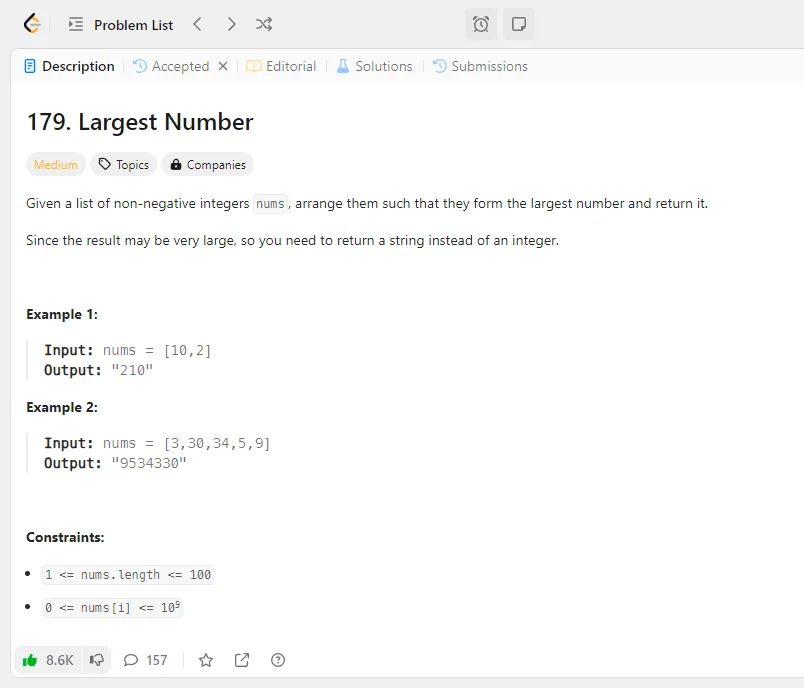 Problem List
Description Accepted Editorial Solutions Submissions
179. Largest Number
Medium Topics Companies
Given a list of non-negative integers nums, arrange them such that they form the largest number and return it.
Since the result may be very large, so you need to return a string instead of an integer.
Example 1:
Input: nums = [10,2]
Output: "210"
Example 2:
Input: nums = [3,30,34,5,9]
Output: "9534330"
Constraints:
1 <= nums.length <= 100
0 <= nums[i] <= 10⁹
8.6K 157